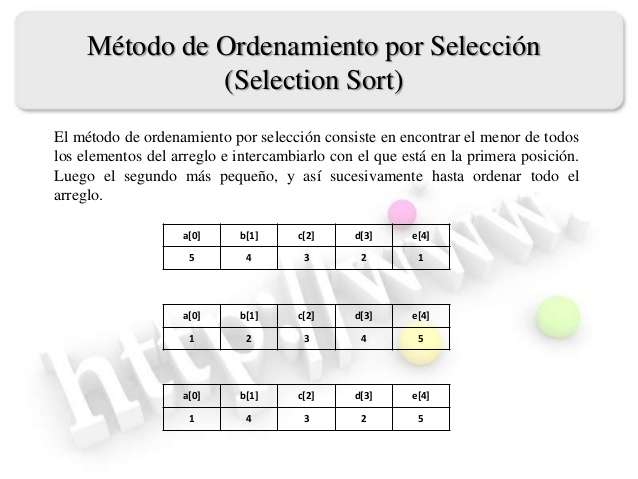 Método de Ordenamiento por Selección
(Selection Sort)
El método de ordenamiento por selección consiste en encontrar el menor de todos
los elementos del arreglo e intercambiarlo con el que está en la primera posición.
Luego el segundo más pequeño, y así sucesivamente hasta ordenar todo el
arreglo.
a[0] b[1] c[2] d[3] e[4]
5 4 3 2 1
a[0] b[1] c[2] d[3] e[4]
1 2 3 4 5
a[0] b[1] c[2] d[3] e[4]
1 4 3 2 5
http://www.